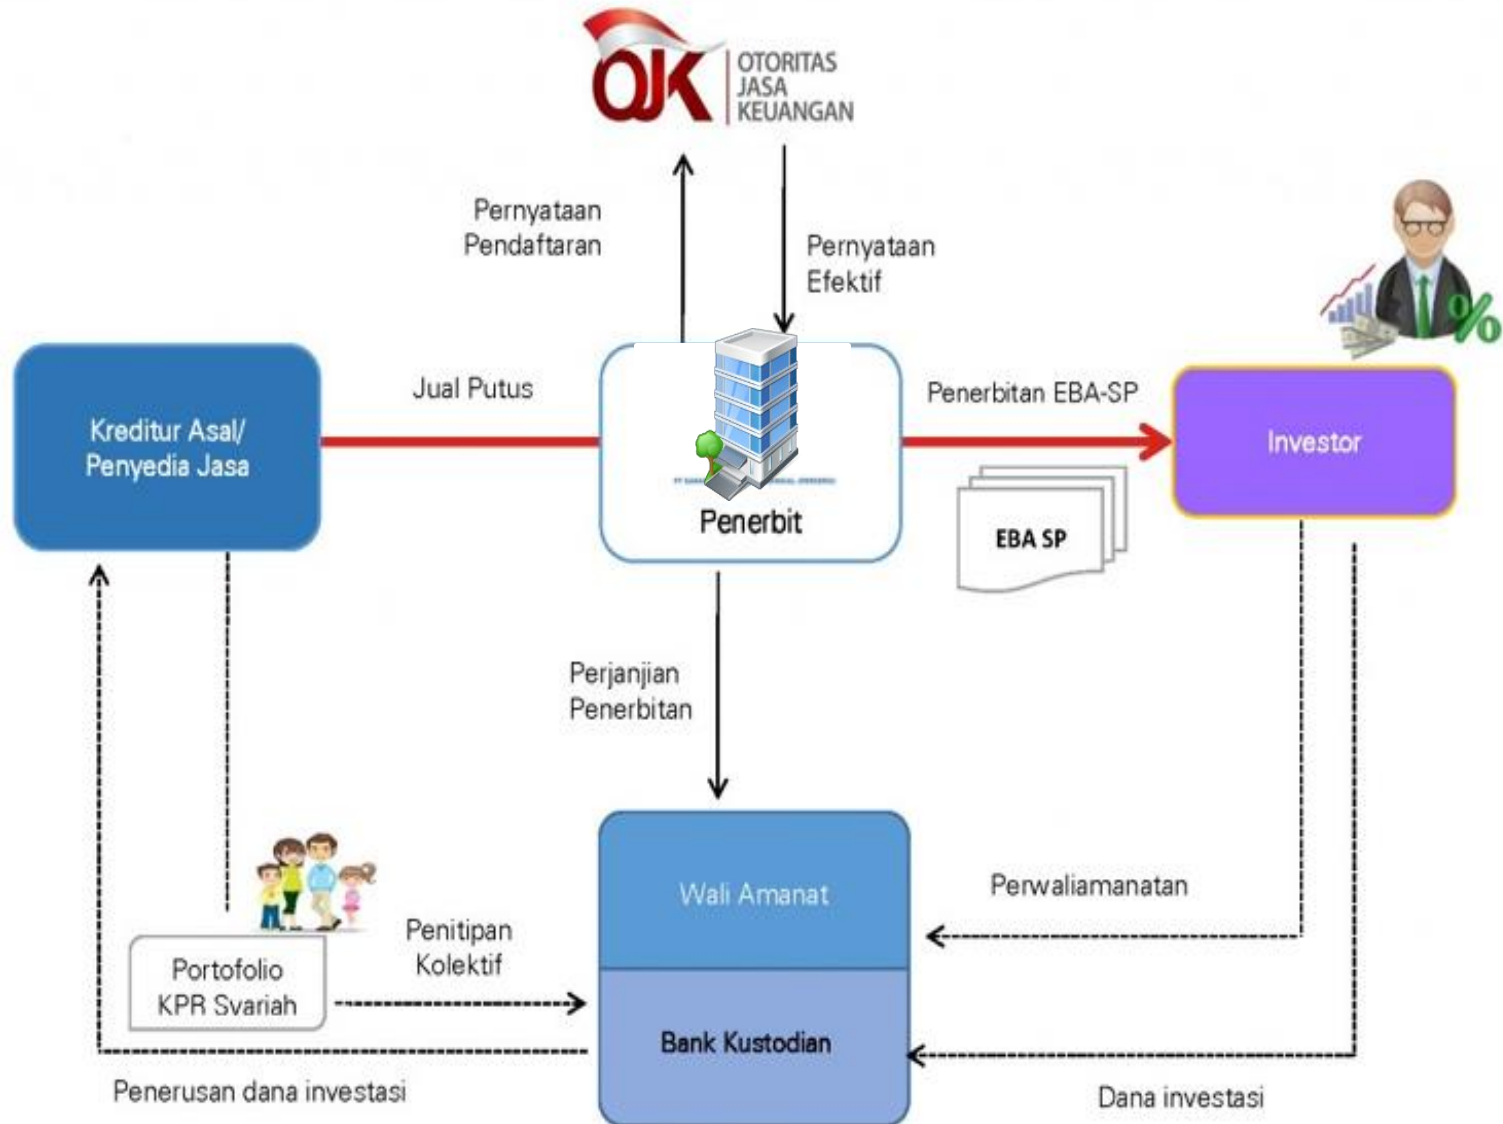 OJK
OTORITAS
JASA
KEUANGAN
Pernyataan
Pendaftaran
Pernyataan
Efektif
Kreditur Asal/
Penyedia Jasa
Jual Putus
Penerbit
Penerbitan EBA-SP
EBA SP
%
Investor
Perjanjian
Penerbitan
Portofolio
KPR Svariah
Penitipan
Kolektif
Wali Amanat
Bank Kustodian
Perwaliamanatan
Penerusan dana investasi
Dana investasi